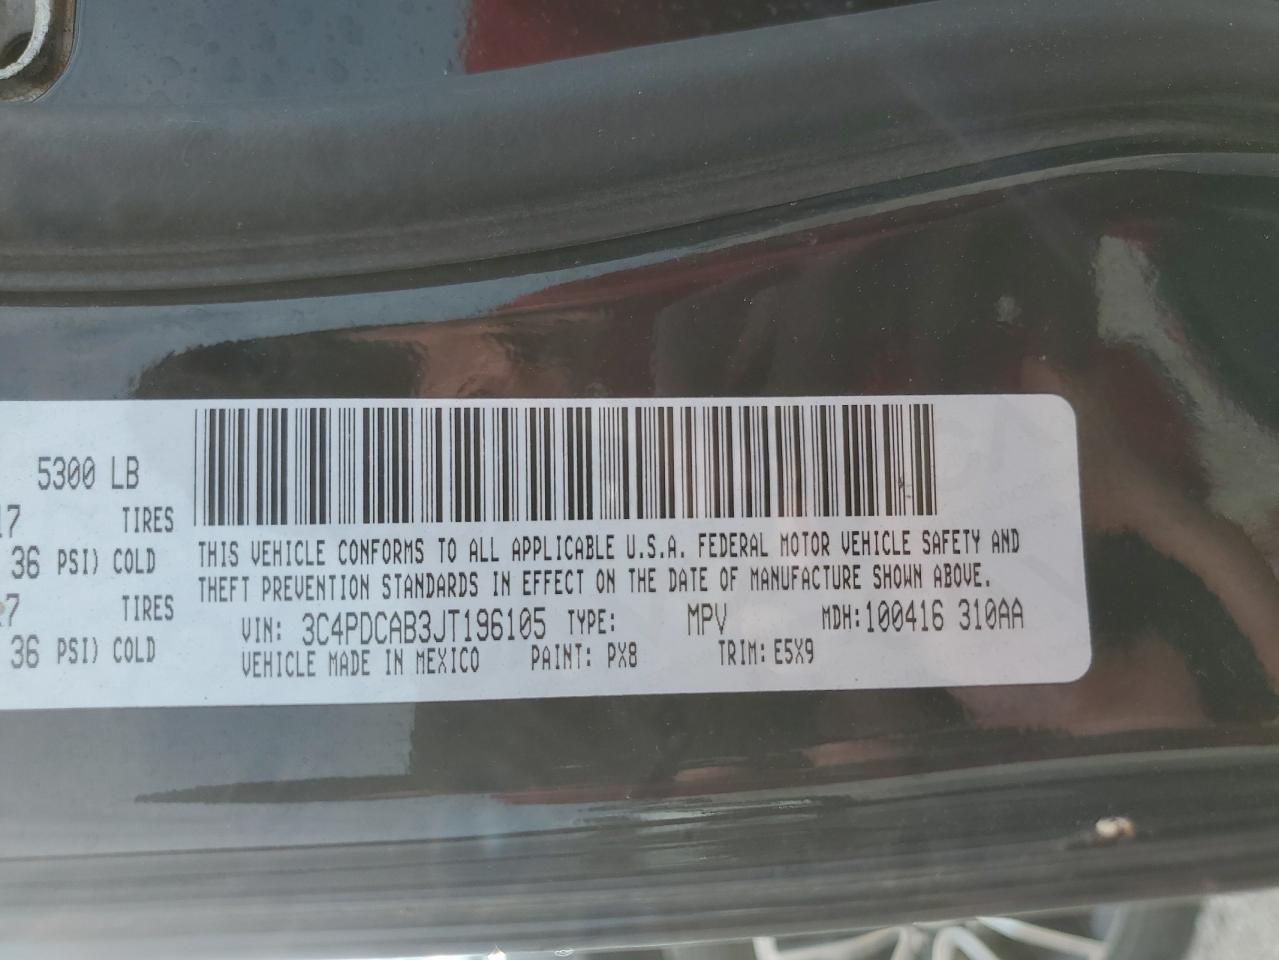 5300 LB
17 TIRES
36 PSI) COLD
7 TIRES
36 PSI) COLD
THIS VEHICLE CONFORMS TO ALL APPLICABLE U.S.A. FEDERAL MOTOR VEHICLE SAFETY AND
THEFT PREVENTION STANDARDS IN EFFECT ON THE DATE OF MANUFACTURE SHOWN ABOVE.
VIN: 3C4PDCAB3JT196105 TYPE: MPV MDH:100416 310AA
VEHICLE MADE IN MEXICO PAINT: PX8 TRIM: E5X9